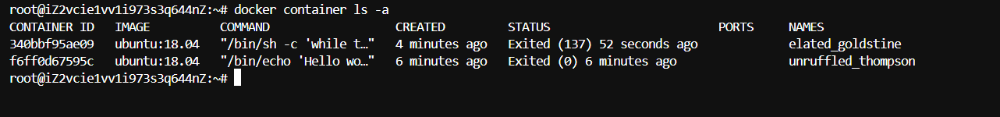 root@iZ2vcie1vv1i973s3q644nZ:~# docker container ls -a
CONTAINER ID   IMAGE          COMMAND                  CREATED         STATUS                        PORTS     NAMES
340bbf95ae09   ubuntu:18.04   "/bin/sh -c 'while t…"   4 minutes ago   Exited (137) 52 seconds ago             elated_goldstine
f6ff0d67595c   ubuntu:18.04   "/bin/echo 'Hello wo…"   6 minutes ago   Exited (0) 6 minutes ago                unruffled_thompson
root@iZ2vcie1vv1i973s3q644nZ:~#